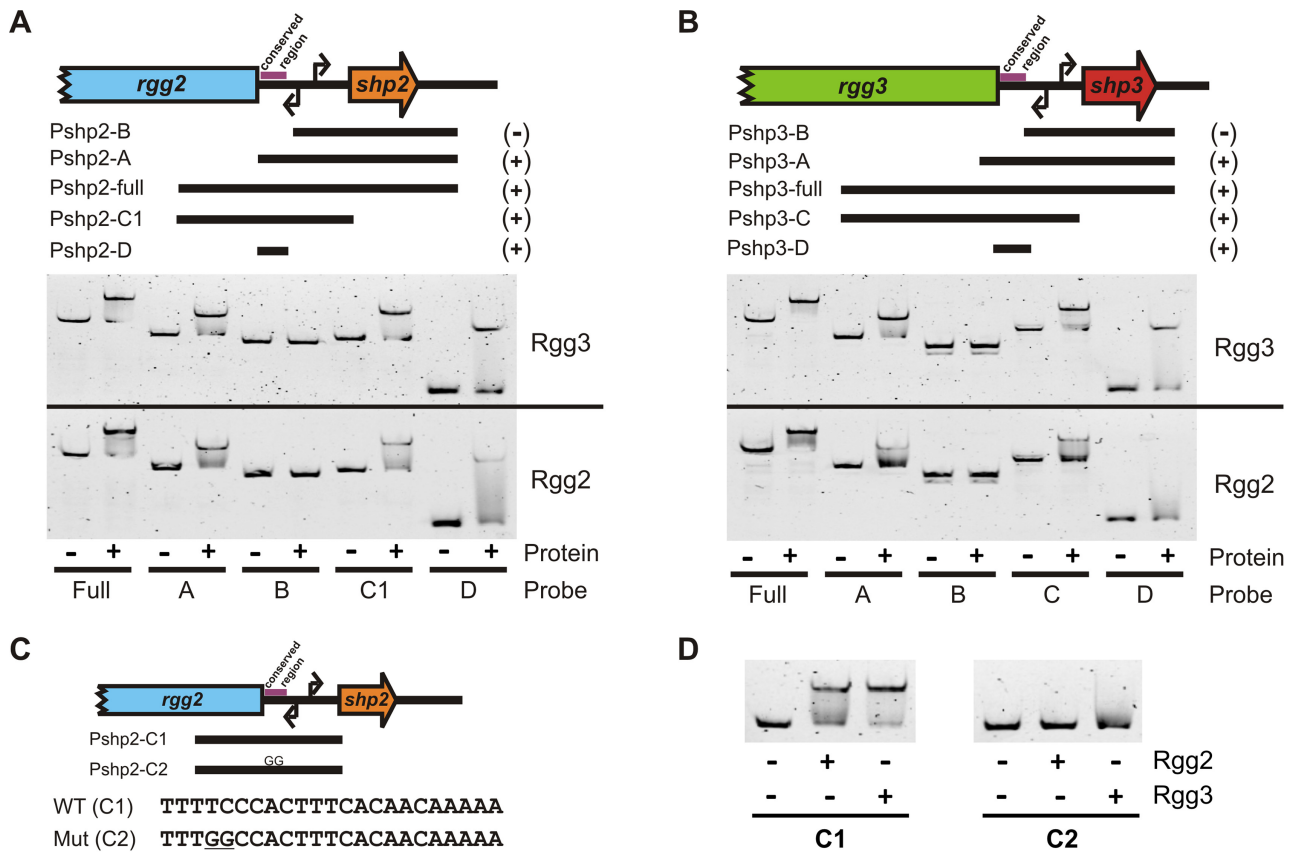 A
conserved
region
rgg2
shp2
Pshp2-B (-)
Pshp2-A (+)
Pshp2-full (+)
Pshp2-C1 (+)
Pshp2-D (+)
Rgg3
Rgg2
- + - + - + - + - + Protein
Full A B C1 D Probe
B
conserved
region
rgg3
shp3
Pshp3-B (-)
Pshp3-A (+)
Pshp3-full (+)
Pshp3-C (+)
Pshp3-D (+)
Rgg3
Rgg2
- + - + - + - + - + Protein
Full A B C D Probe
C
conserved
region
rgg2
shp2
Pshp2-C1
Pshp2-C2 GG
WT (C1) TTTTCCCACTTTCACAACAAAAA
Mut (C2) TTTGGCCACTTTCACAACAAAAA
D
- + - - + - Rgg2
- - + - - + Rgg3
C1 C2